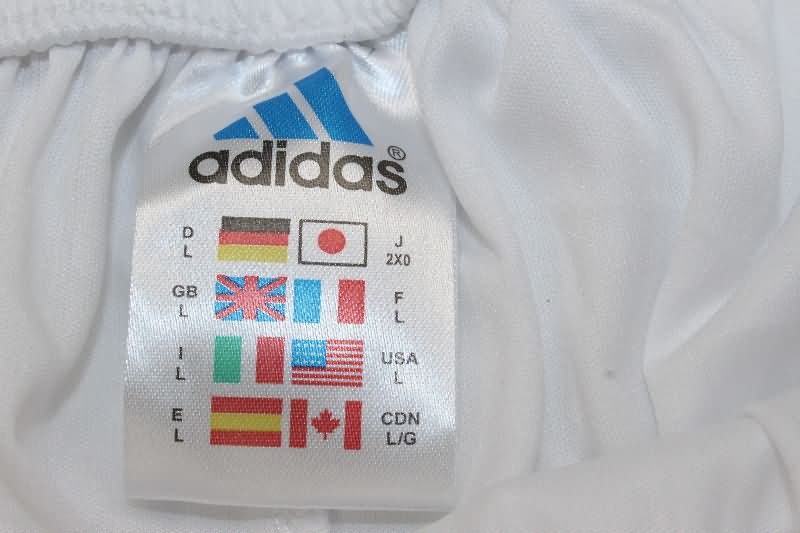 adidas®
D J
L 2X0
GB F
L L
I USA
L L
E CDN
L L/G